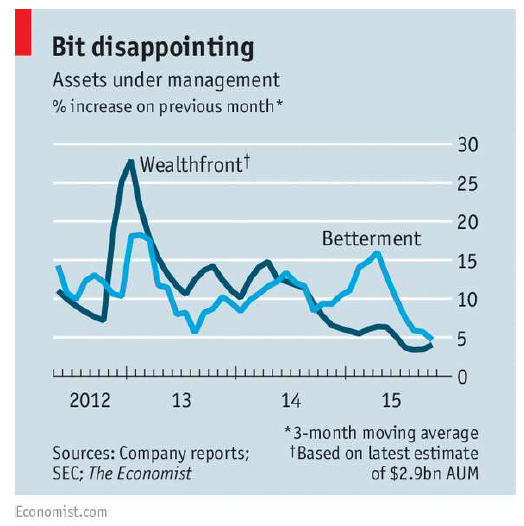 Bit disappointing
Assets under management
% increase on previous month*
30
Wealthfront†
25
20
Betterment
15
10
5
0
2012 13 14 15
*3-month moving average
Sources: Company reports; †Based on latest estimate
SEC; The Economist of $2.9bn AUM
Economist.com